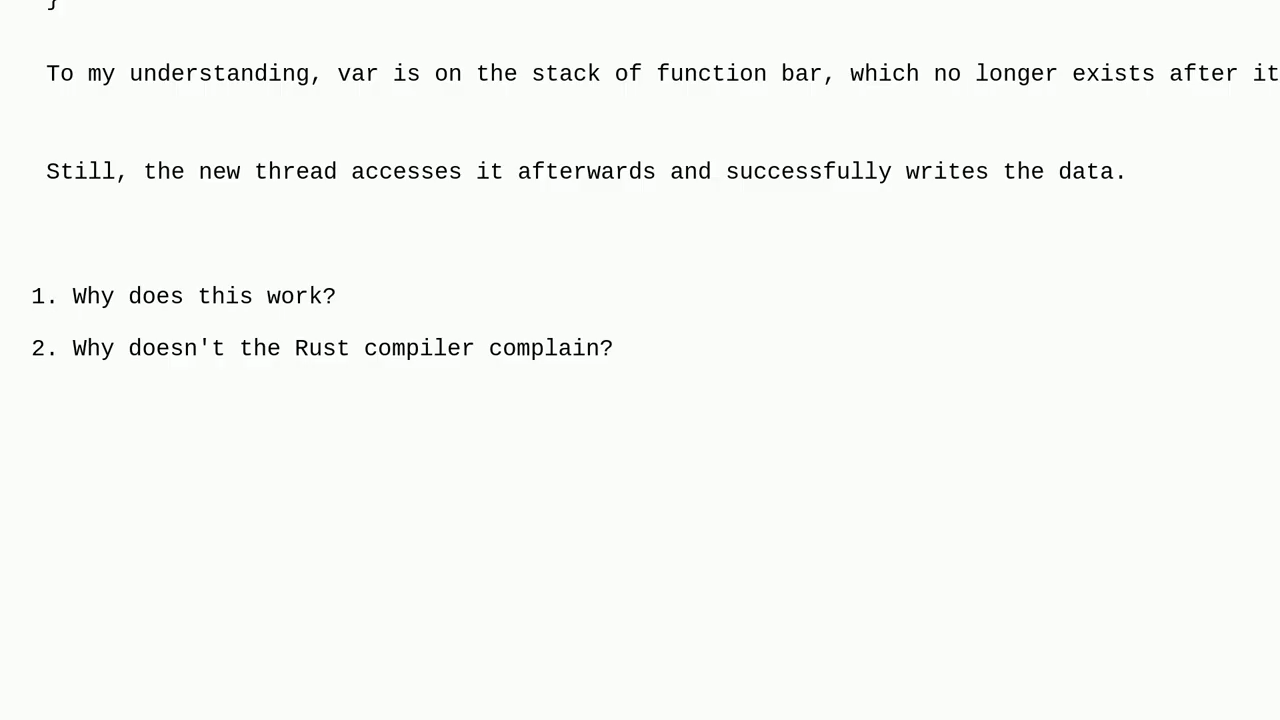 }
To my understanding, var is on the stack of function bar, which no longer exists after it
Still, the new thread accesses it afterwards and successfully writes the data.
1. Why does this work?
2. Why doesn't the Rust compiler complain?